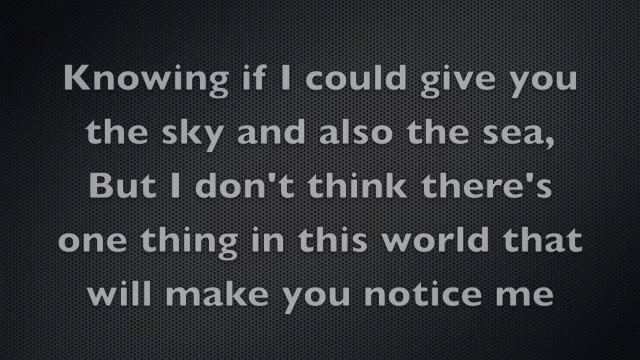 Knowing if I could give you
the sky and also the sea,
But I don't think there's
one thing in this world that
will make you notice me